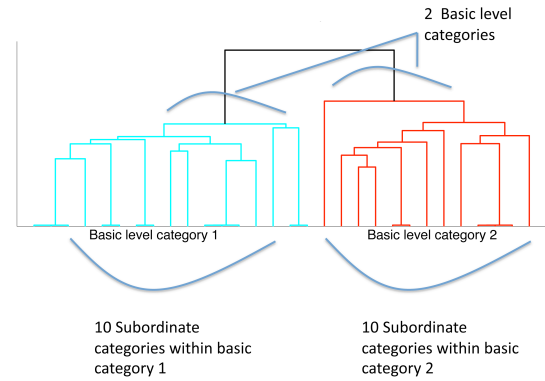 2  Basic level
categories
Basic level category 1
Basic level category 2
10 Subordinate
categories within basic
category 1
10 Subordinate
categories within basic
category 2